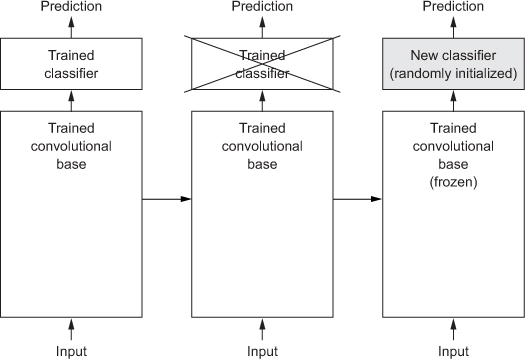 Prediction
Trained
classifier
Trained
convolutional
base
Input
Prediction
Trained
classifier
Trained
convolutional
base
Input
Prediction
New classifier
(randomly initialized)
Trained
convolutional
base
(frozen)
Input